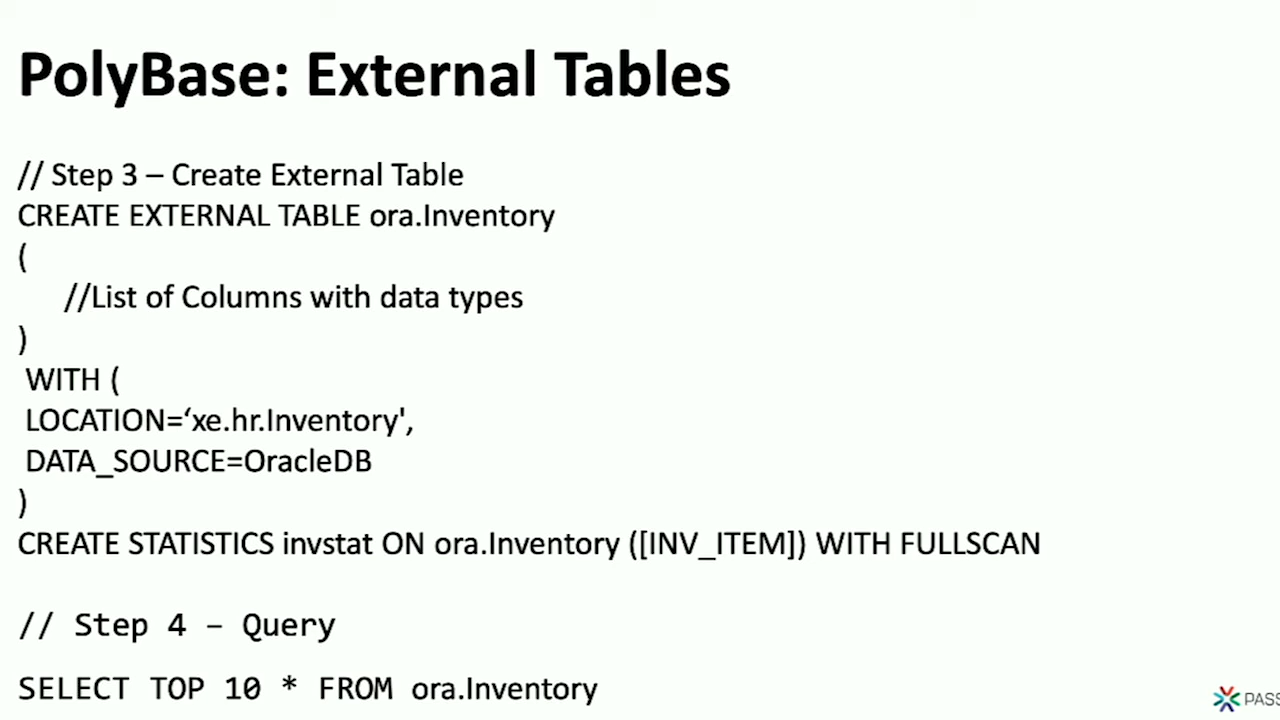 PolyBase: External Tables
// Step 3 – Create External Table
CREATE EXTERNAL TABLE ora.Inventory
(
//List of Columns with data types
)
WITH (
LOCATION=‘xe.hr.Inventory',
DATA_SOURCE=OracleDB
)
CREATE STATISTICS invstat ON ora.Inventory ([INV_ITEM]) WITH FULLSCAN
// Step 4 – Query
SELECT TOP 10 * FROM ora.Inventory
PASS